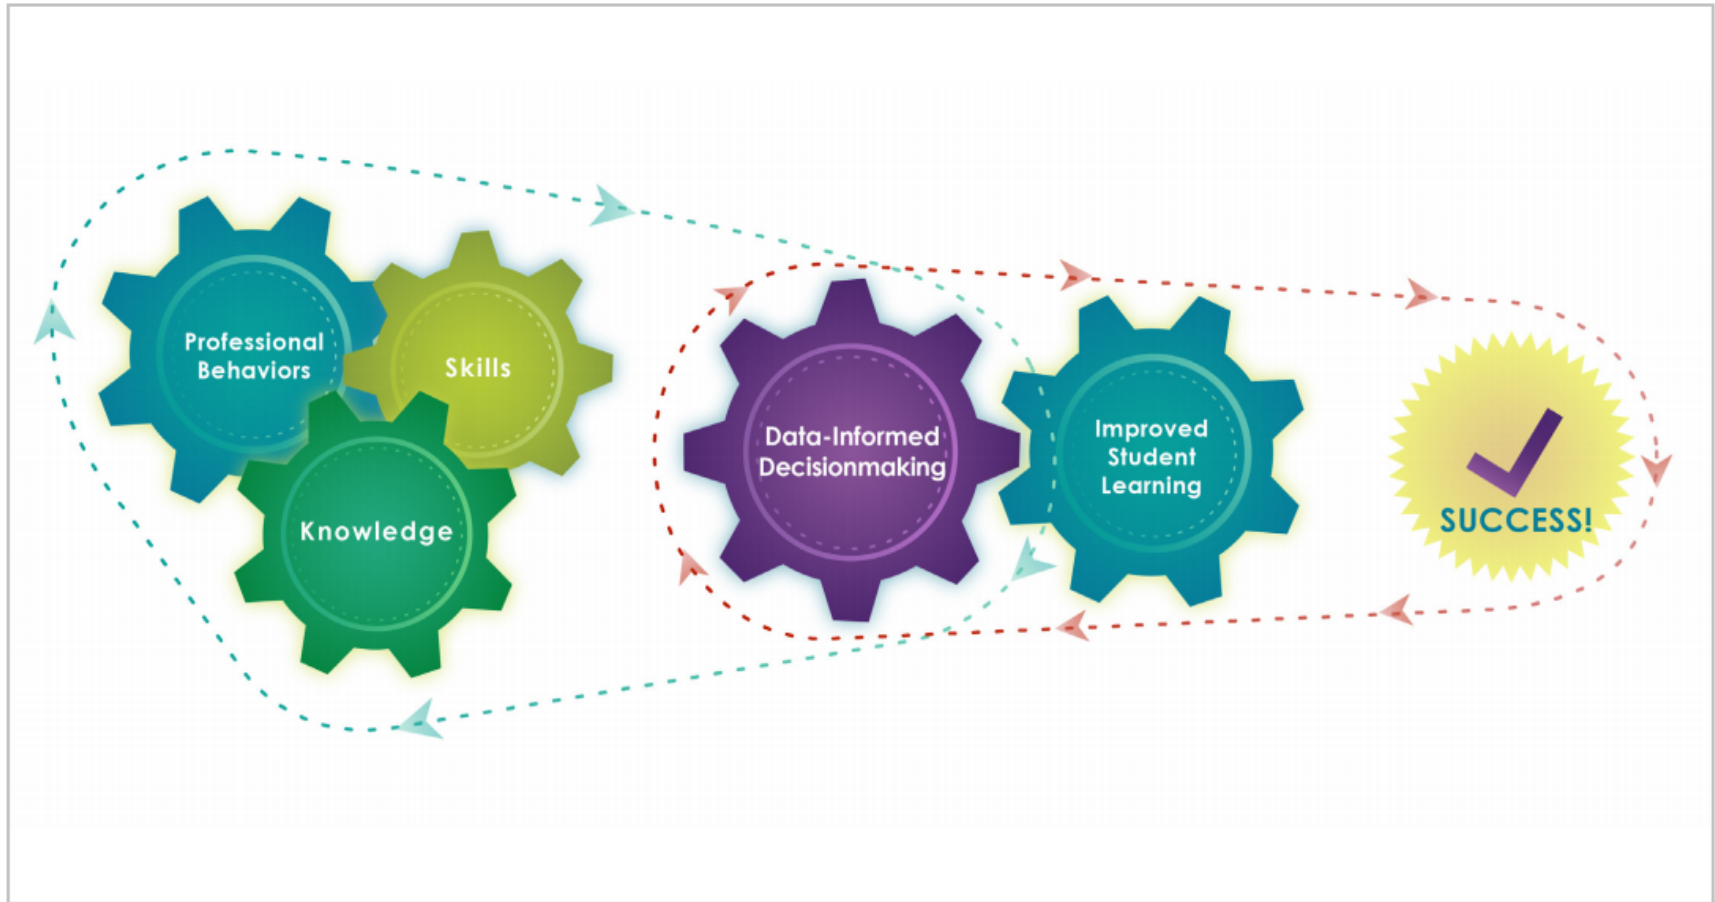 Professional
Behaviors
Skills
Knowledge
Data-Informed
Decisionmaking
Improved
Student
Learning
SUCCESS!